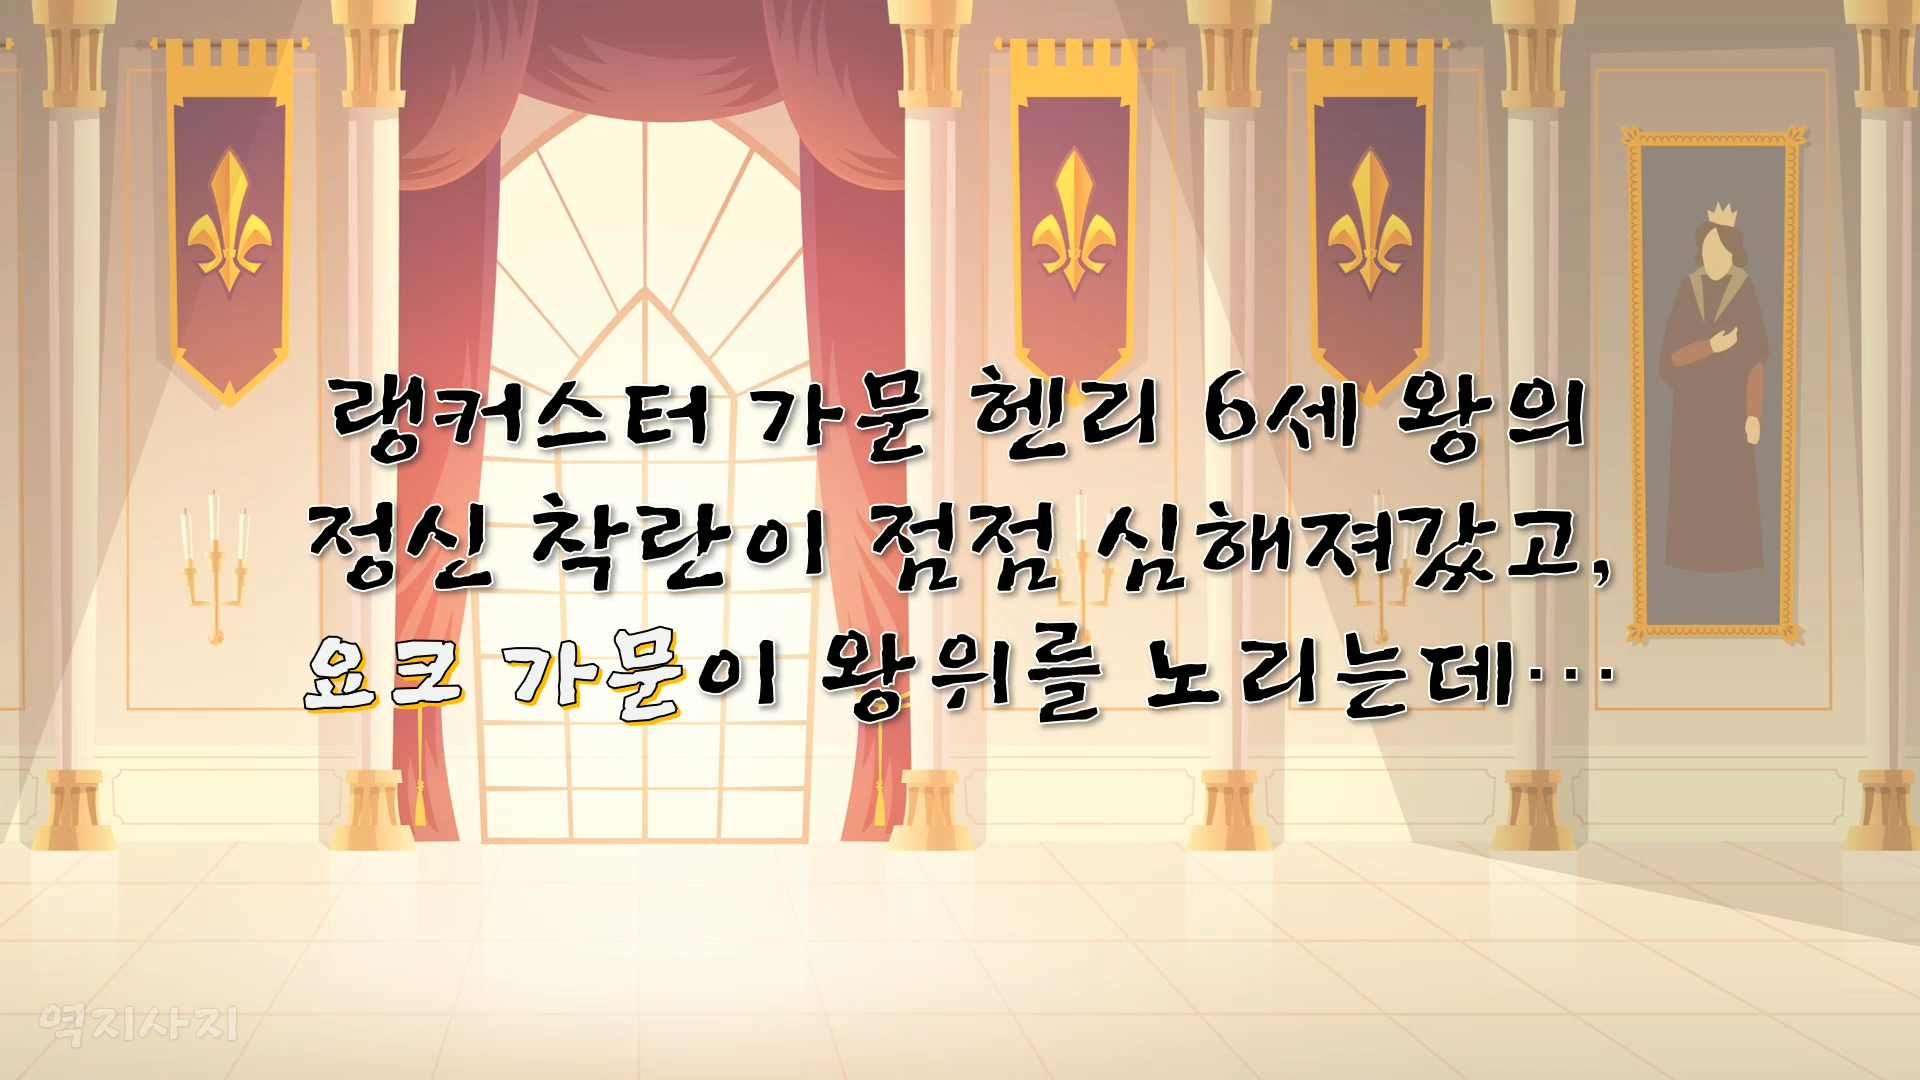 랭커스터 가문 헨리 6세 왕의
정신 착란이 점점 심해져갔고,
요크 가문이 왕위를 노리는데…
역지사지